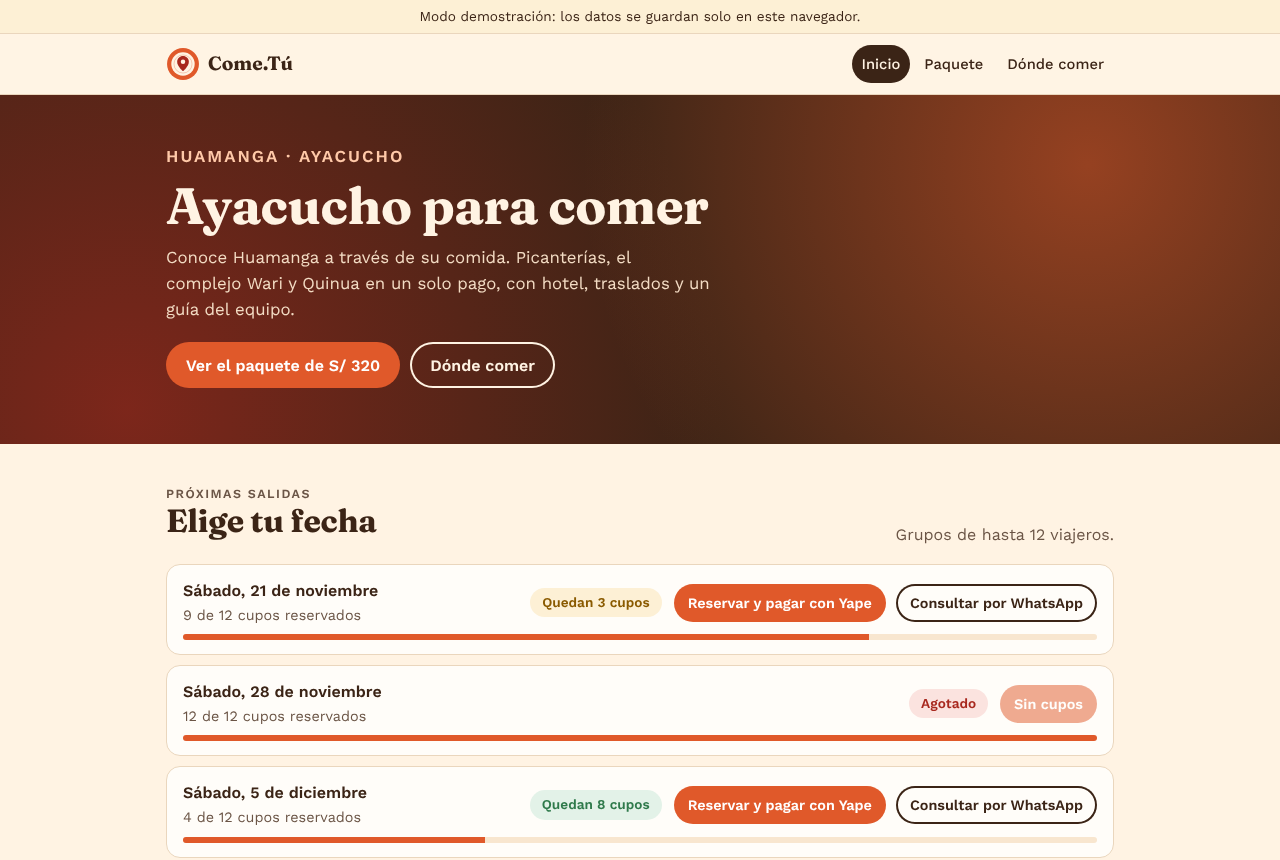 Modo demostración: los datos se guardan solo en este navegador.
Come.Tú
Inicio
Paquete
Dónde comer
HUAMANGA · AYACUCHO
Ayacucho para comer
Conoce Huamanga a través de su comida. Picanterías, el
complejo Wari y Quinua en un solo pago, con hotel, traslados y un
guía del equipo.
Ver el paquete de S/ 320
Dónde comer
PRÓXIMAS SALIDAS
Elige tu fecha
Grupos de hasta 12 viajeros.
Sábado, 21 de noviembre
9 de 12 cupos reservados
Quedan 3 cupos
Reservar y pagar con Yape
Consultar por WhatsApp
Sábado, 28 de noviembre
12 de 12 cupos reservados
Agotado
Sin cupos
Sábado, 5 de diciembre
4 de 12 cupos reservados
Quedan 8 cupos
Reservar y pagar con Yape
Consultar por WhatsApp